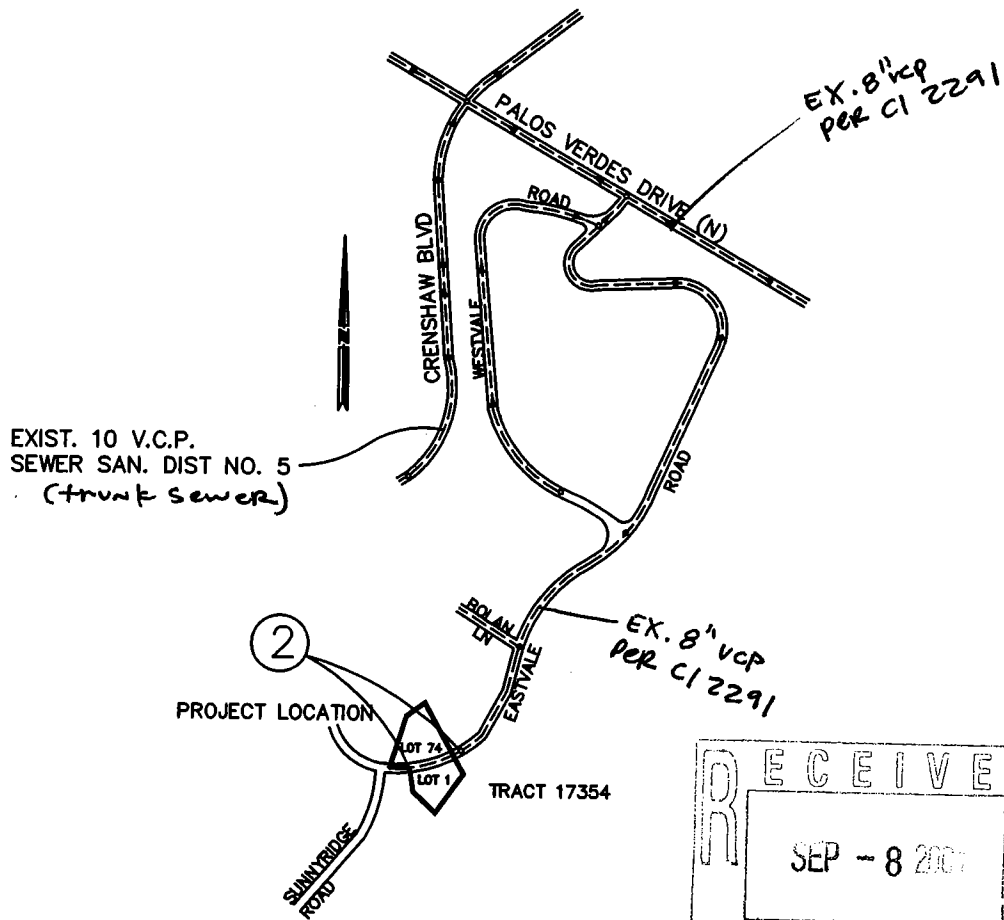 EX. 8" VCP
PER CI 2291
PALOS VERDES DRIVE (N)
ROAD
CRENSHAW BLVD
WESTVALE
N
EXIST. 10 V.C.P.
SEWER SAN. DIST NO. 5
(trunk sewer)
ROAD
BOLAN
LN
EX. 8" VCP
PER CI 2291
EASTVALE
2
PROJECT LOCATION
LOT 74
LOT 1
TRACT 17354
SUNNYRIDGE
ROAD
RECEIVE
SEP - 8